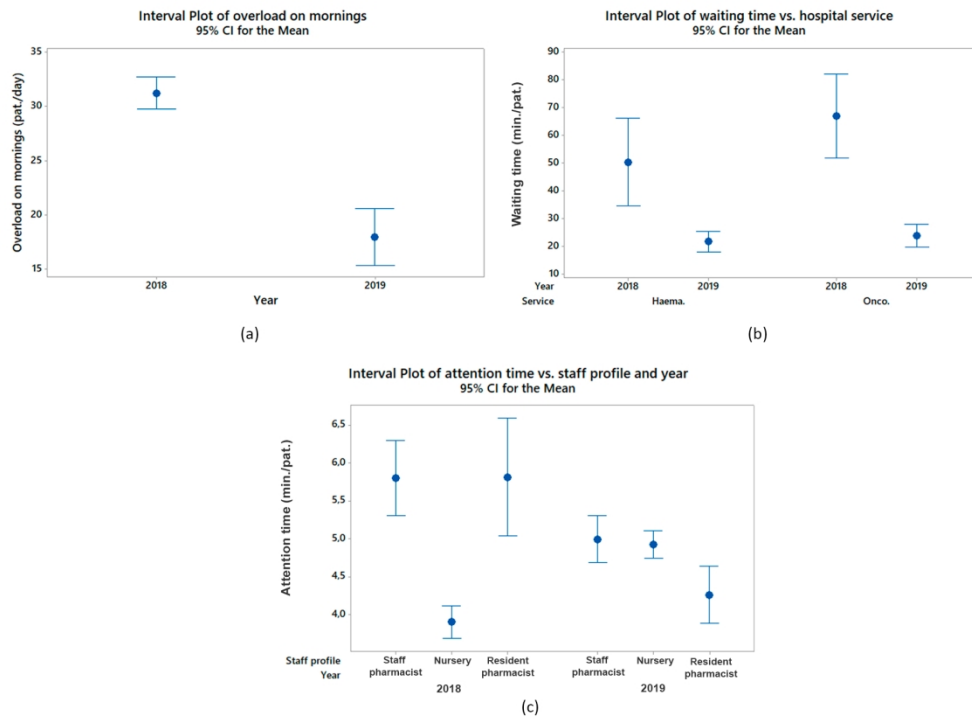 Interval Plot of overload on mornings
95% CI for the Mean
Overload on mornings (pat./day)
35
30
25
20
15
2018 2019
Year
(a)
Interval Plot of waiting time vs. hospital service
95% CI for the Mean
Waiting time (min./pat.)
90
80
70
60
50
40
30
20
10
Year 2018 2019 2018 2019
Service Haema. Onco.
(b)
Interval Plot of attention time vs. staff profile and year
95% CI for the Mean
Attention time (min./pat.)
6,5
6,0
5,5
5,0
4,5
4,0
Staff profile Staff Nursery Resident Staff Nursery Resident
pharmacist pharmacist pharmacist pharmacist
Year 2018 2019
(c)